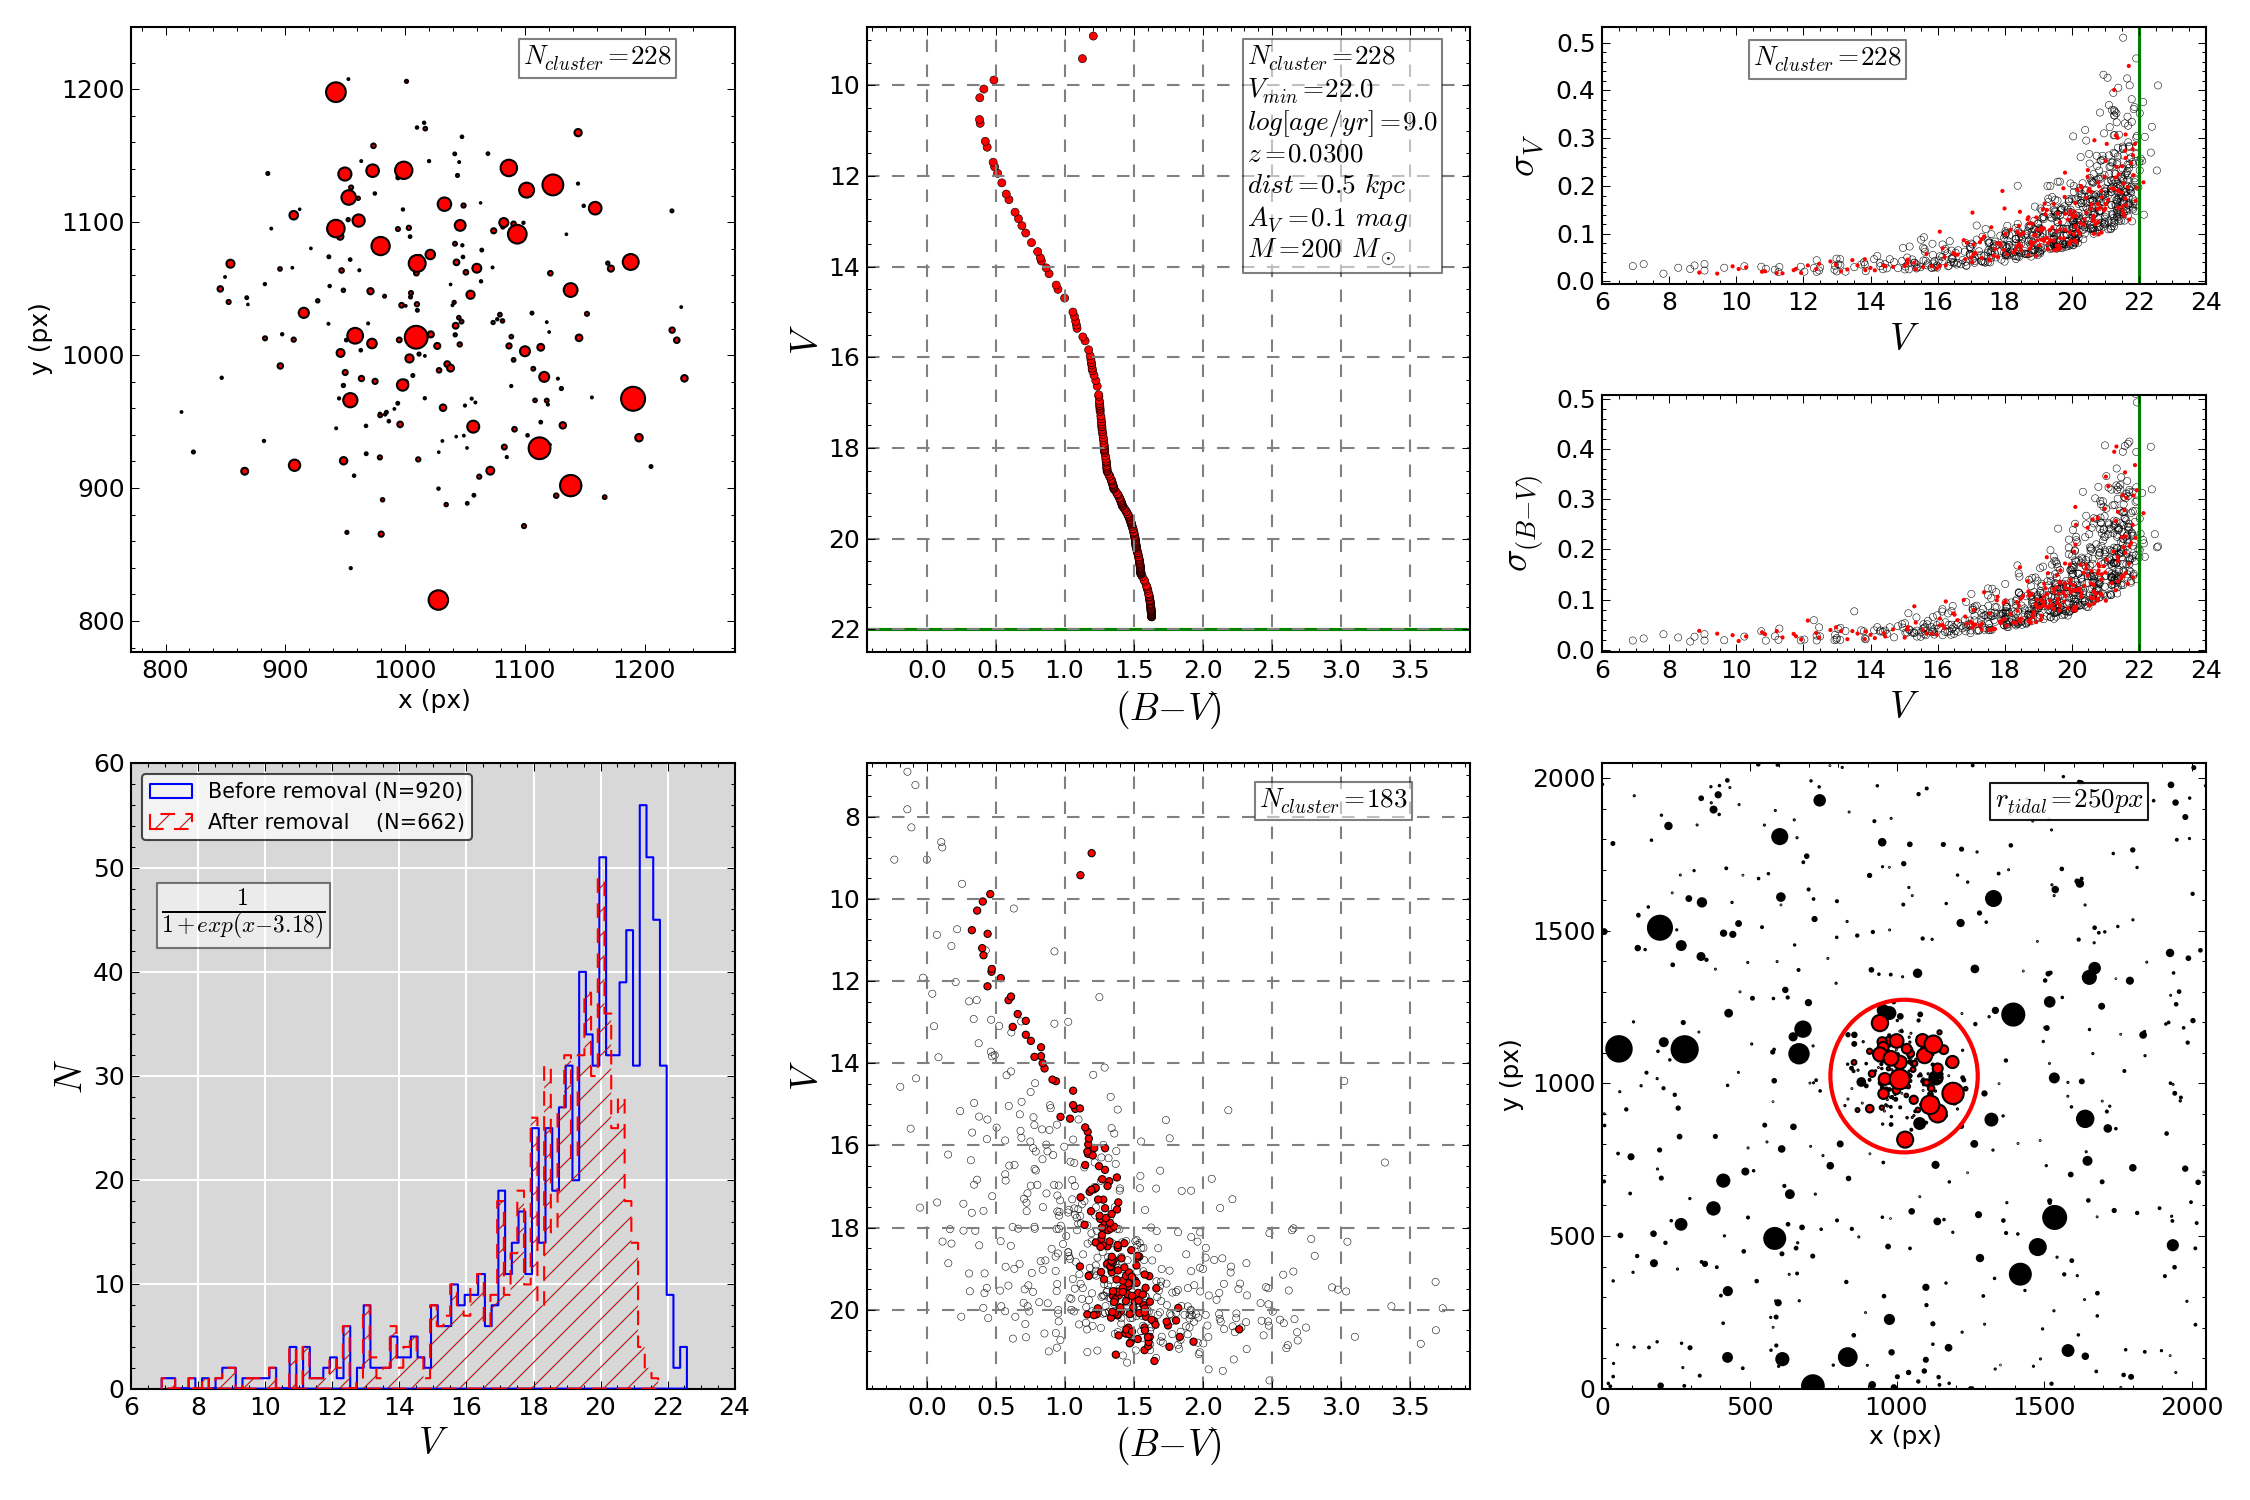 N_cluster=228
1200
1100
1000
900
800
y (px)
800 900 1000 1100 1200
x (px)
N_cluster=228
V_min=22.0
log[age/yr]=9.0
z=0.0300
dist=0.5 kpc
A_V=0.1 mag
M=200 M_⊙
10
12
14
16
18
20
22
V
0.0 0.5 1.0 1.5 2.0 2.5 3.0 3.5
(B−V)
N_cluster=228
0.5
0.4
0.3
0.2
0.1
0.0
σ_V
6 8 10 12 14 16 18 20 22 24
V
0.5
0.4
0.3
0.2
0.1
0.0
σ_(B−V)
6 8 10 12 14 16 18 20 22 24
V
Before removal (N=920)
After removal (N=662)
1
1+exp(x−3.18)
60
50
40
30
20
10
0
N
6 8 10 12 14 16 18 20 22 24
V
N_cluster=183
8
10
12
14
16
18
20
V
0.0 0.5 1.0 1.5 2.0 2.5 3.0 3.5
(B−V)
r_tidal=250px
2000
1500
1000
500
0
y (px)
0 500 1000 1500 2000
x (px)